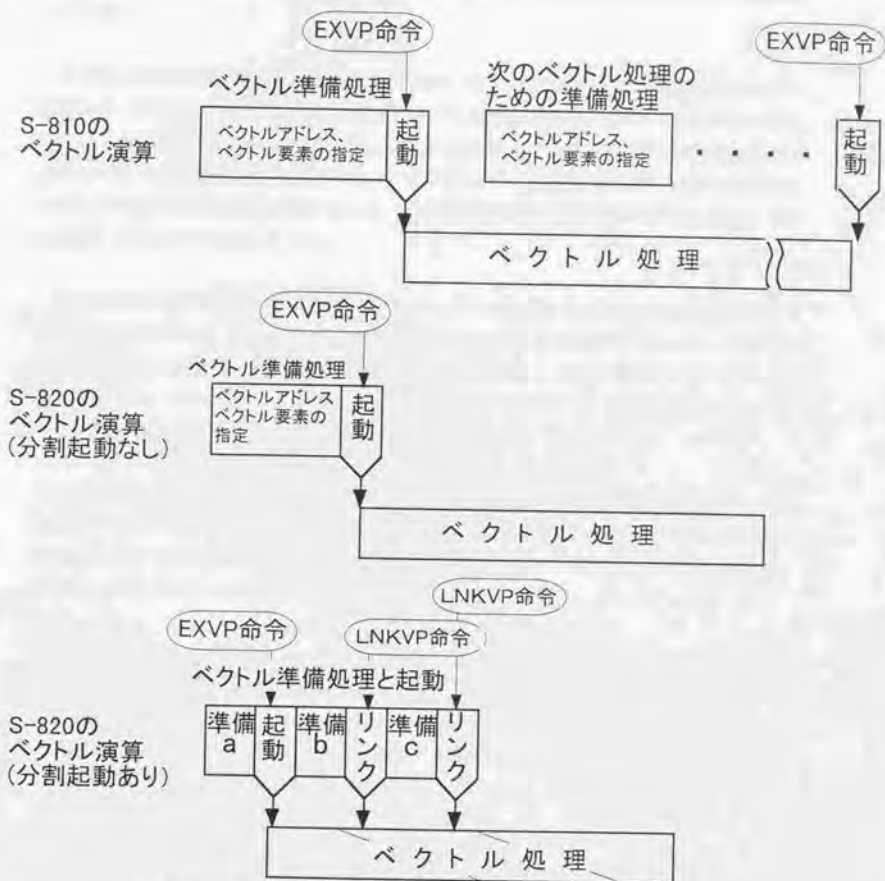 EXVP命令
EXVP命令
ベクトル準備処理
次のベクトル処理の
ための準備処理
S-810の
ベクトル演算
ベクトルアドレス、
ベクトル要素の指定
起動
ベクトルアドレス、
ベクトル要素の指定
・・・・
起動
ベクトル処理
EXVP命令
ベクトル準備処理
S-820の
ベクトル演算
(分割起動なし)
ベクトルアドレス
ベクトル要素の
指定
起動
ベクトル処理
LNKVP命令
EXVP命令
LNKVP命令
ベクトル準備処理と起動
S-820の
ベクトル演算
(分割起動あり)
準備
a
起動
準備
b
リンク
準備
c
リンク
ベクトル処理